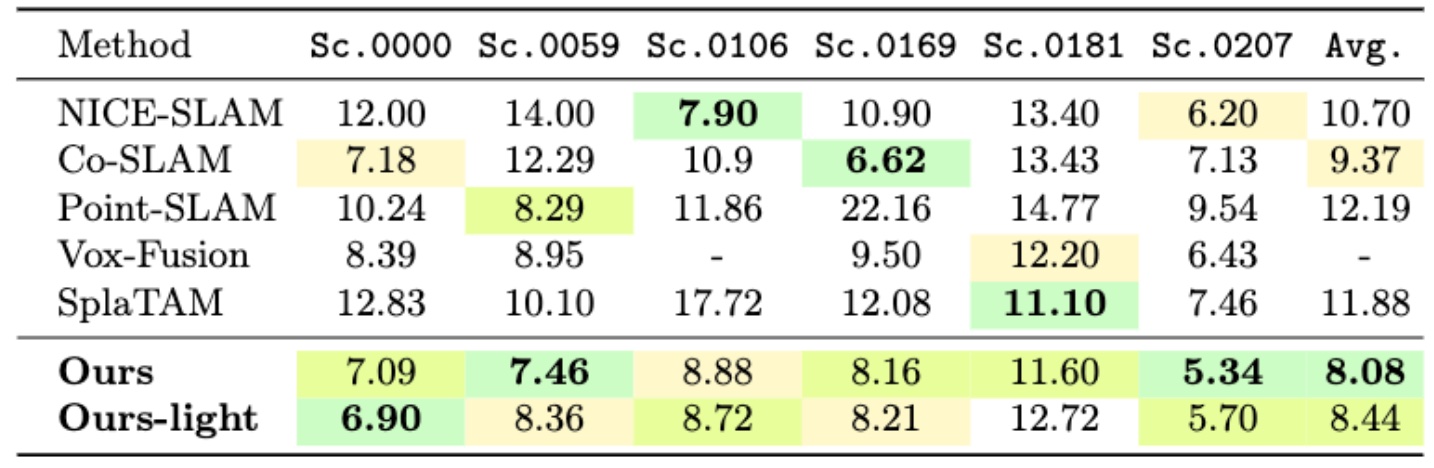 Method Sc.0000 Sc.0059 Sc.0106 Sc.0169 Sc.0181 Sc.0207 Avg.
NICE-SLAM 12.00 14.00 7.90 10.90 13.40 6.20 10.70
Co-SLAM 7.18 12.29 10.9 6.62 13.43 7.13 9.37
Point-SLAM 10.24 8.29 11.86 22.16 14.77 9.54 12.19
Vox-Fusion 8.39 8.95 - 9.50 12.20 6.43 -
SplaTAM 12.83 10.10 17.72 12.08 11.10 7.46 11.88
Ours 7.09 7.46 8.88 8.16 11.60 5.34 8.08
Ours-light 6.90 8.36 8.72 8.21 12.72 5.70 8.44